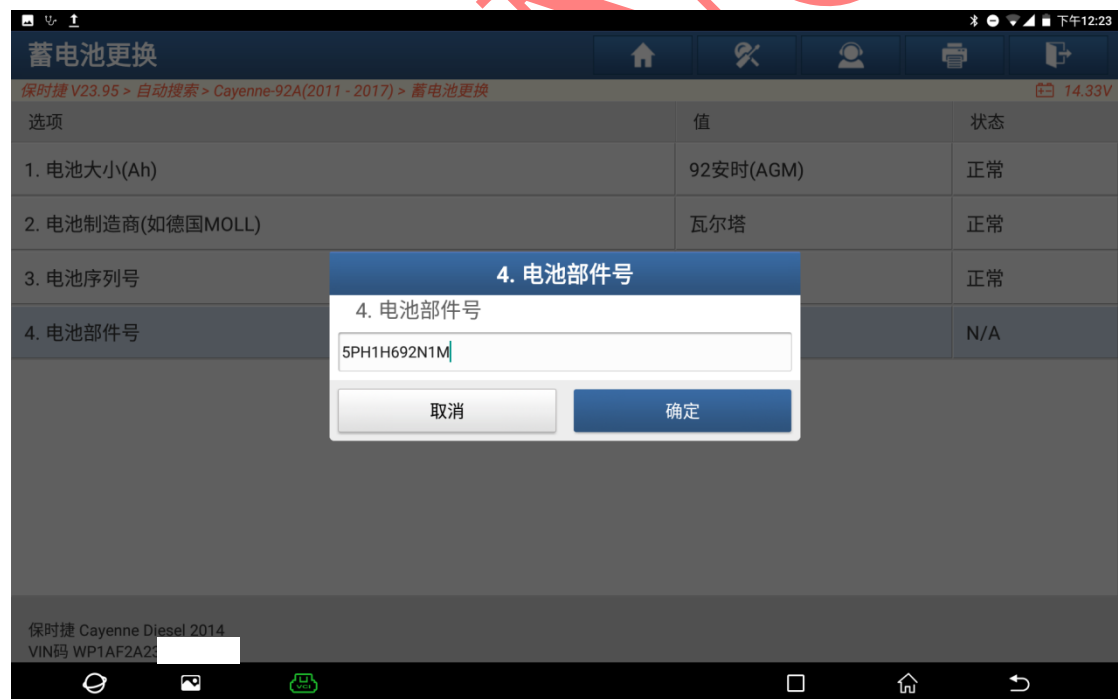 下午12:23
蓄电池更换
保时捷 V23.95 > 自动搜索 > Cayenne-92A(2011 - 2017) > 蓄电池更换 14.33V
选项 值 状态
1. 电池大小(Ah) 92安时(AGM) 正常
2. 电池制造商(如德国MOLL) 瓦尔塔 正常
3. 电池序列号 正常
4. 电池部件号 N/A
4. 电池部件号
4. 电池部件号
5PH1H692N1M
取消 确定
保时捷 Cayenne Diesel 2014
VIN码 WP1AF2A23
VCI